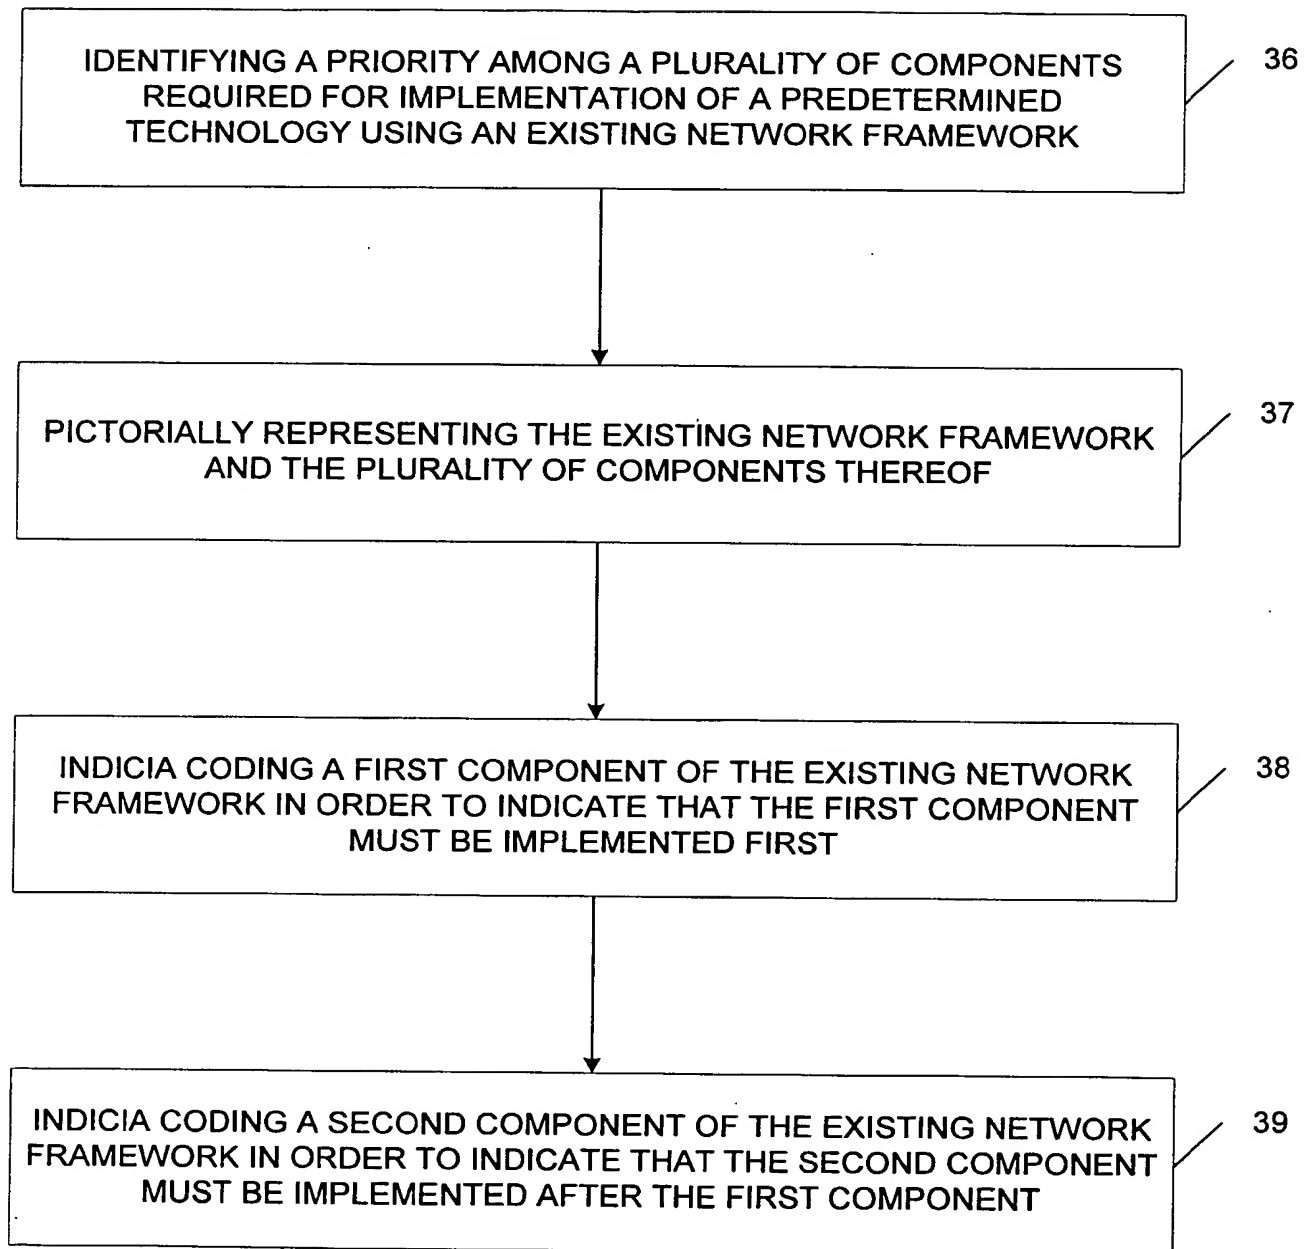 IDENTIFYING A PRIORITY AMONG A PLURALITY OF COMPONENTS
REQUIRED FOR IMPLEMENTATION OF A PREDETERMINED
TECHNOLOGY USING AN EXISTING NETWORK FRAMEWORK
36
PICTORIALLY REPRESENTING THE EXISTING NETWORK FRAMEWORK
AND THE PLURALITY OF COMPONENTS THEREOF
37
INDICIA CODING A FIRST COMPONENT OF THE EXISTING NETWORK
FRAMEWORK IN ORDER TO INDICATE THAT THE FIRST COMPONENT
MUST BE IMPLEMENTED FIRST
38
INDICIA CODING A SECOND COMPONENT OF THE EXISTING NETWORK
FRAMEWORK IN ORDER TO INDICATE THAT THE SECOND COMPONENT
MUST BE IMPLEMENTED AFTER THE FIRST COMPONENT
39